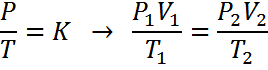 P/T = K → P₁V₁/T₁ = P₂V₂/T₂